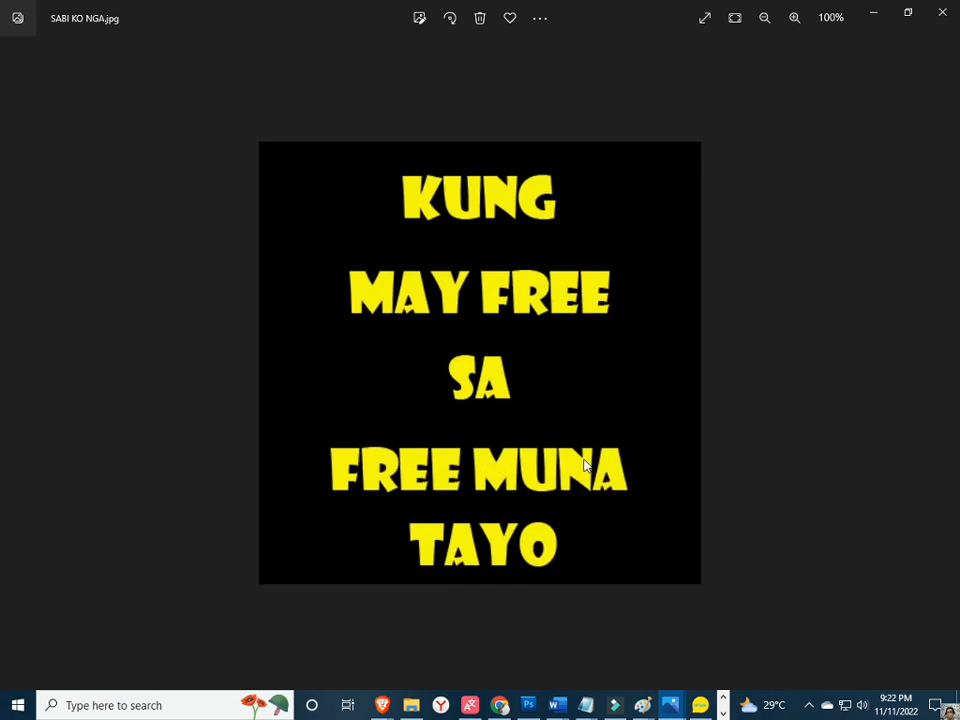 SABI KO NGA.jpg
100%
KUNG
MAY FREE
SA
FREE MUNA
TAYO
Type here to search
Ps
29°C
9:22 PM
11/11/2022